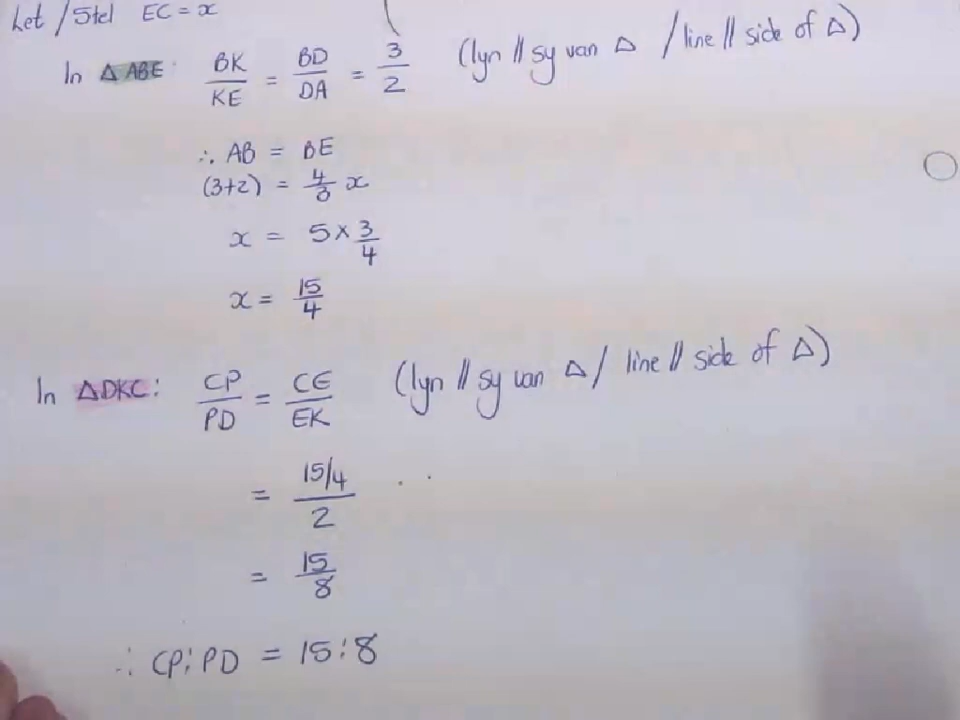 Let / Stel EC = x
In △ABE: BK/KE = BD/DA = 3/2 (lyn // sy van △ / line // side of △)
∴ AB = BE
(3+2) = 4/3 x
x = 5 × 3/4
x = 15/4
In △DKC: CP/PD = CE/EK (lyn // sy van △ / line // side of △)
= 15/4 / 2
= 15/8
∴ CP:PD = 15:8